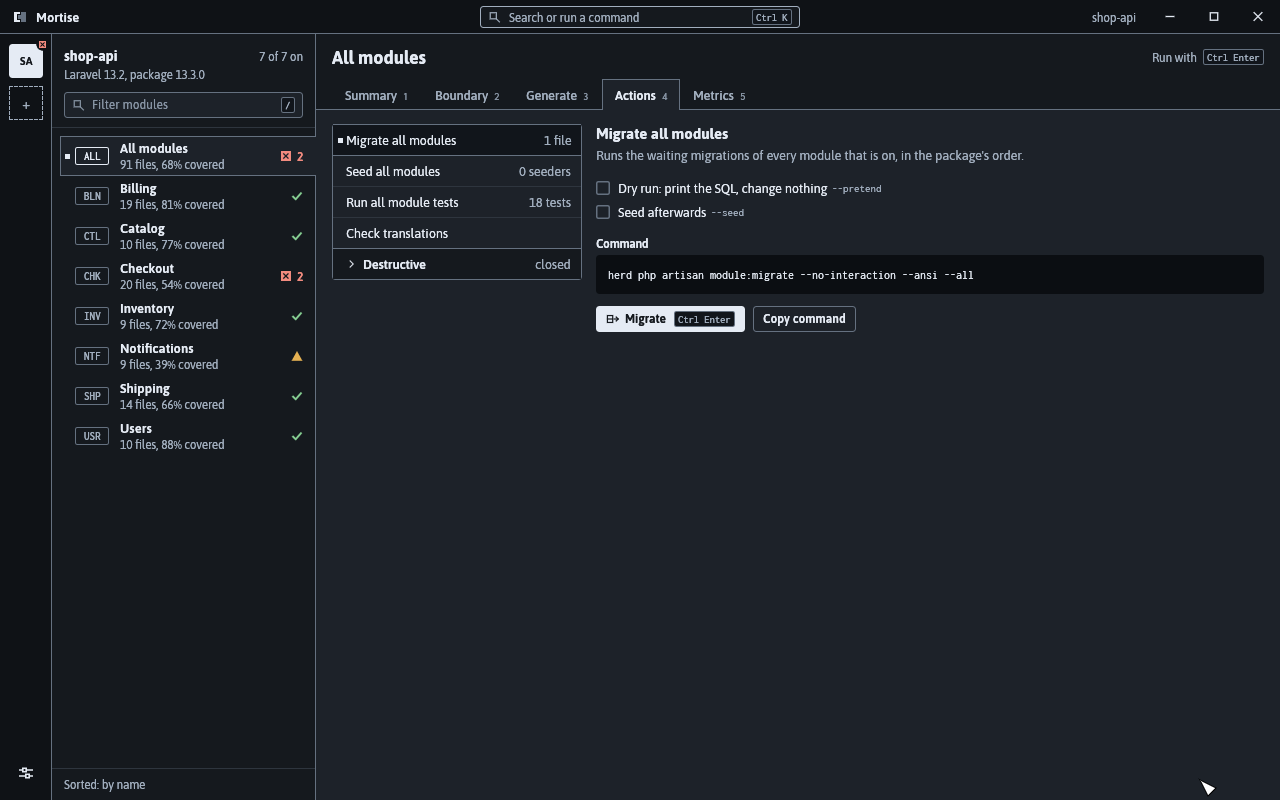 Mortise
Search or run a command
Ctrl K
shop-api
SA
+
shop-api
7 of 7 on
Laravel 13.2, package 13.3.0
Filter modules
/
ALL
All modules
91 files, 68% covered
2
BLN
Billing
19 files, 81% covered
CTL
Catalog
10 files, 77% covered
CHK
Checkout
20 files, 54% covered
2
INV
Inventory
9 files, 72% covered
NTF
Notifications
9 files, 39% covered
SHP
Shipping
14 files, 66% covered
USR
Users
10 files, 88% covered
Sorted: by name
All modules
Run with Ctrl Enter
Summary 1
Boundary 2
Generate 3
Actions 4
Metrics 5
Migrate all modules 1 file
Seed all modules 0 seeders
Run all module tests 18 tests
Check translations
Destructive closed
Migrate all modules
Runs the waiting migrations of every module that is on, in the package's order.
Dry run: print the SQL, change nothing --pretend
Seed afterwards --seed
Command
herd php artisan module:migrate --no-interaction --ansi --all
Migrate Ctrl Enter
Copy command